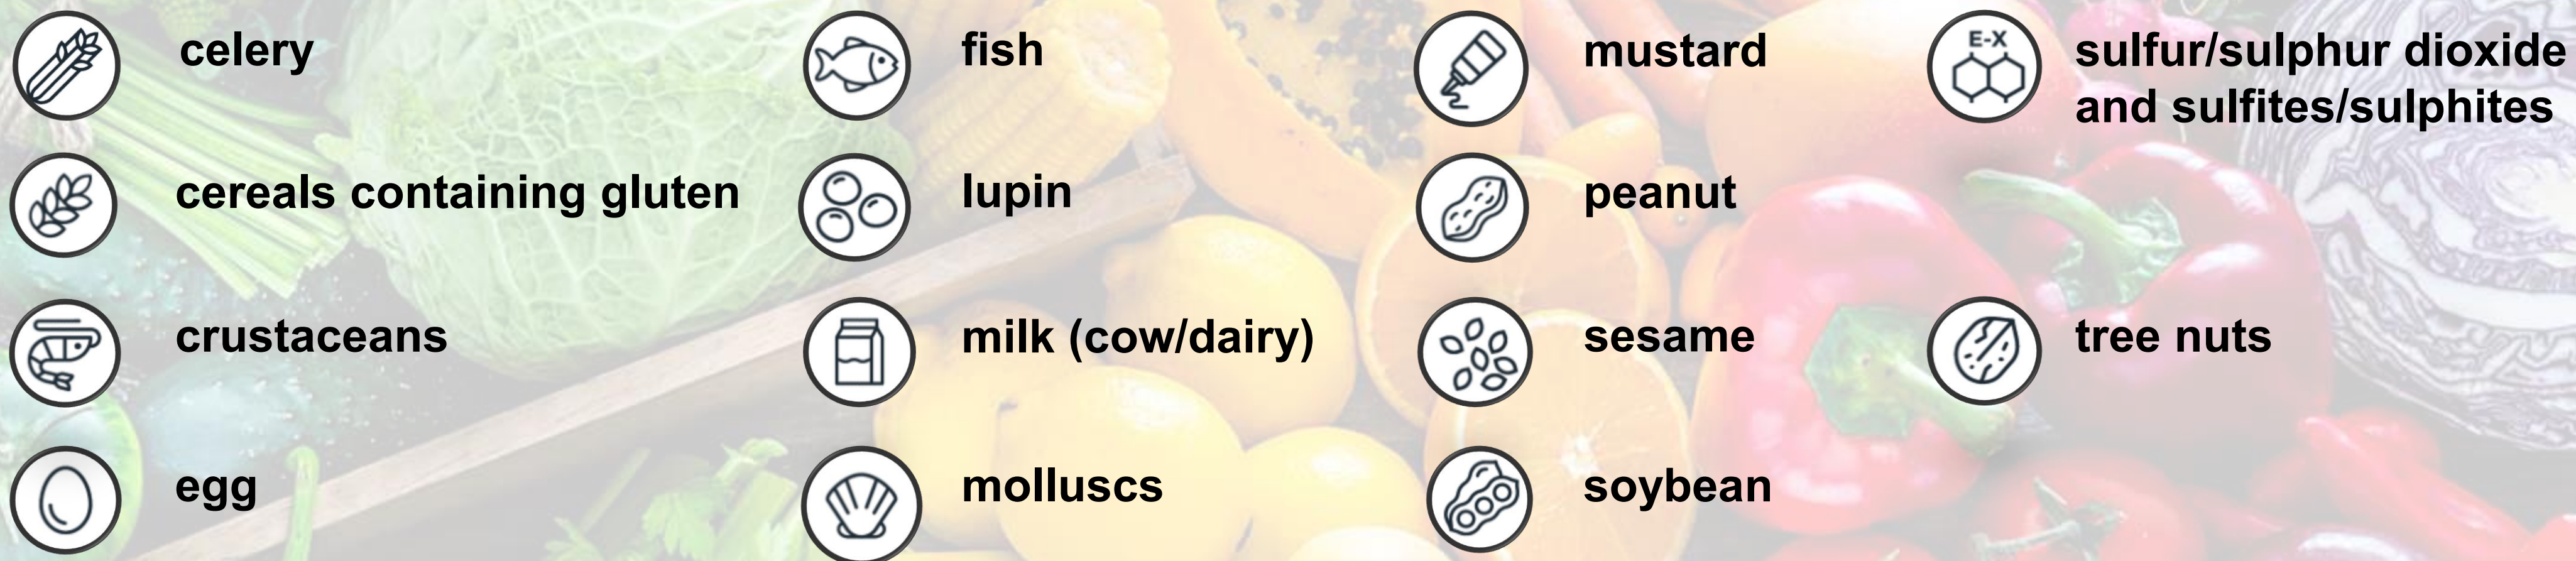 celery
cereals containing gluten
crustaceans
egg
fish
lupin
milk (cow/dairy)
molluscs
mustard
peanut
sesame
soybean
E-X
sulfur/sulphur dioxide
and sulfites/sulphites
tree nuts